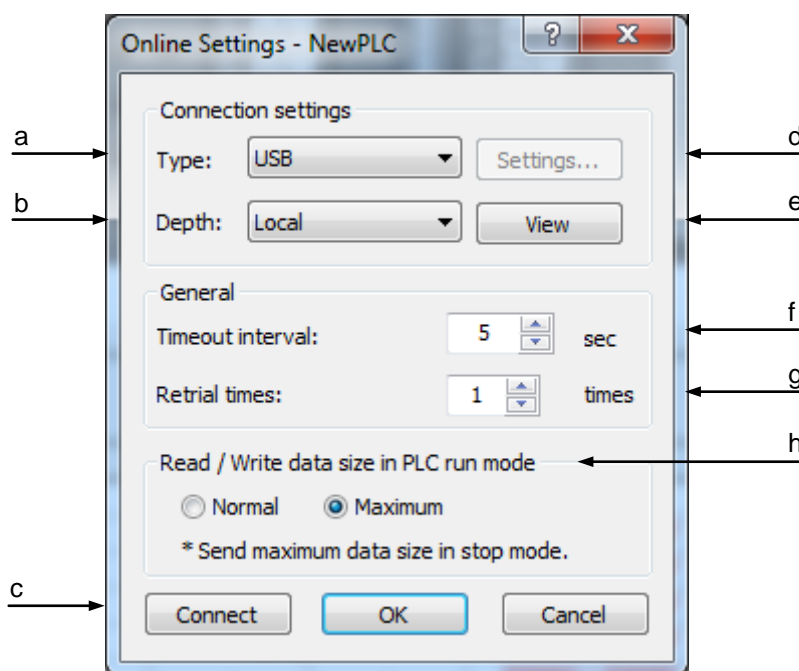 Online Settings - NewPLC
Connection settings
a
Type:
USB
Settings...
d
b
Depth:
Local
View
e
General
Timeout interval:
5
sec
f
Retrial times:
1
times
g
Read / Write data size in PLC run mode
h
Normal
Maximum
* Send maximum data size in stop mode.
c
Connect
OK
Cancel